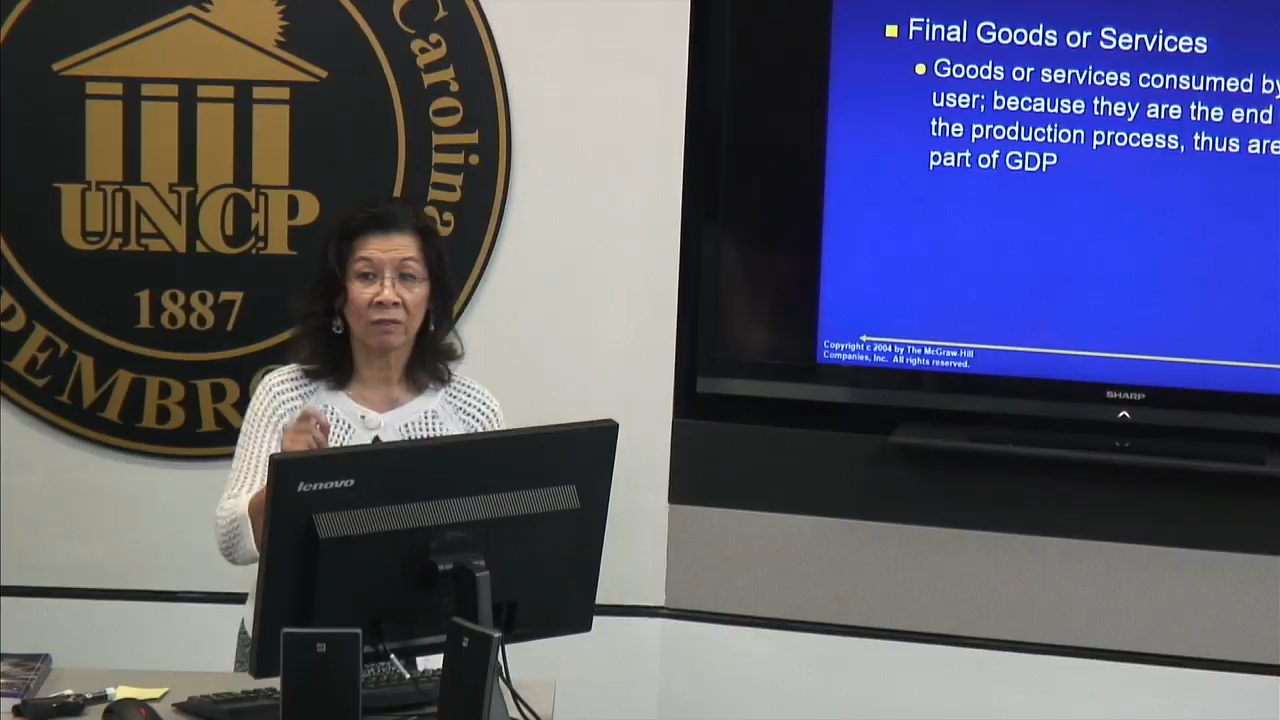 Carolina
UNCP
1887
PEMBR
lenovo
Final Goods or Services
Goods or services consumed by
user; because they are the end
the production process, thus are
part of GDP
Copyright c 2004 by The McGraw-Hill
Companies, Inc. All rights reserved.
SHARP